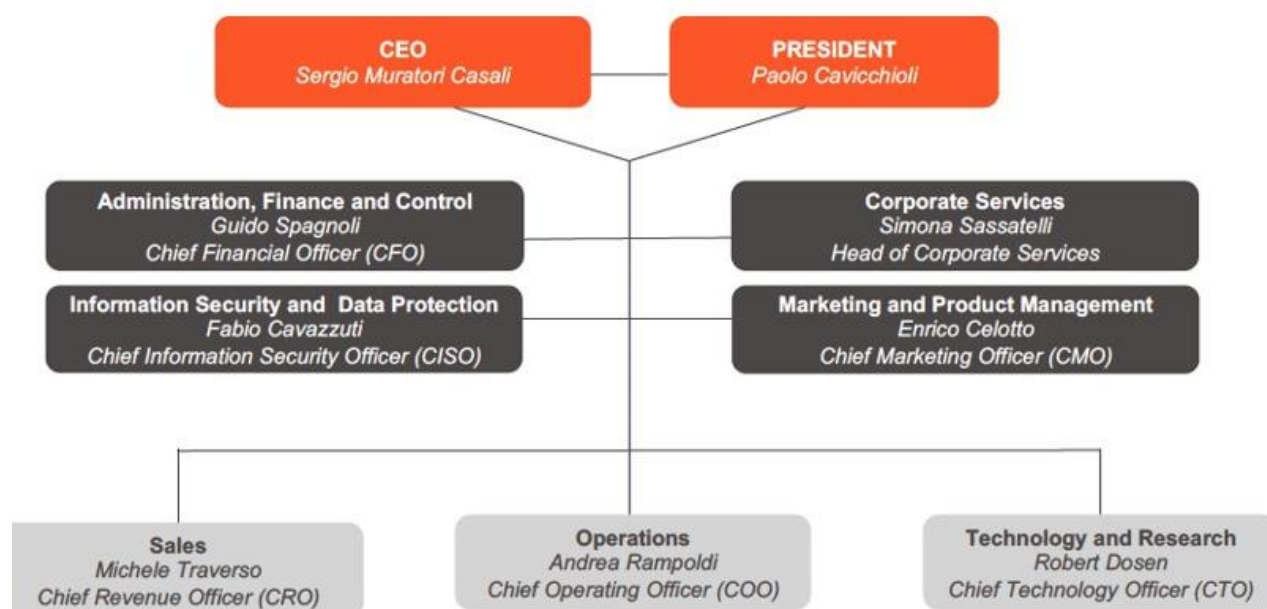 CEO
Sergio Muratori Casali
PRESIDENT
Paolo Cavicchioli
Administration, Finance and Control
Guido Spagnoli
Chief Financial Officer (CFO)
Corporate Services
Simona Sassatelli
Head of Corporate Services
Information Security and Data Protection
Fabio Cavazzuti
Chief Information Security Officer (CISO)
Marketing and Product Management
Enrico Celotto
Chief Marketing Officer (CMO)
Sales
Michele Traverso
Chief Revenue Officer (CRO)
Operations
Andrea Rampoldi
Chief Operating Officer (COO)
Technology and Research
Robert Dosen
Chief Technology Officer (CTO)